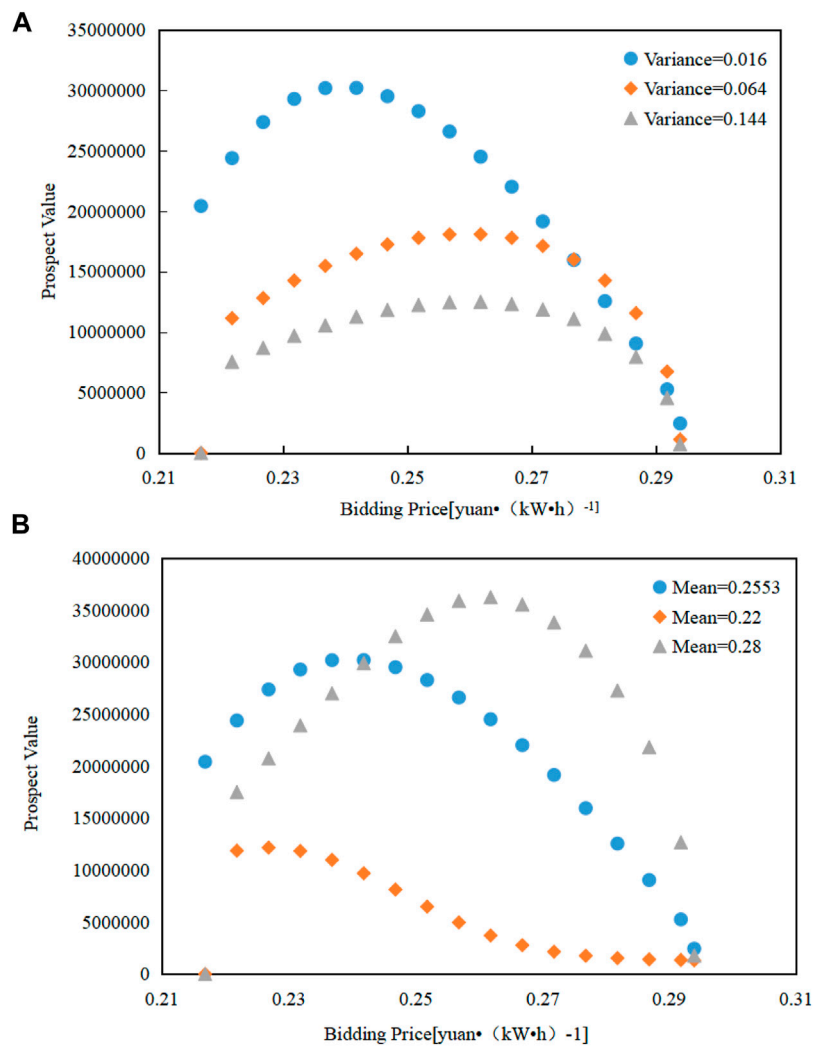 A
35000000
30000000
25000000
20000000
15000000
10000000
5000000
0
Prospect Value
Variance=0.016
Variance=0.064
Variance=0.144
0.21 0.23 0.25 0.27 0.29 0.31
Bidding Price[yuan•（kW•h）-1]
B
40000000
35000000
30000000
25000000
20000000
15000000
10000000
5000000
0
Prospect Value
Mean=0.2553
Mean=0.22
Mean=0.28
0.21 0.23 0.25 0.27 0.29 0.31
Bidding Price[yuan•（kW•h）-1]